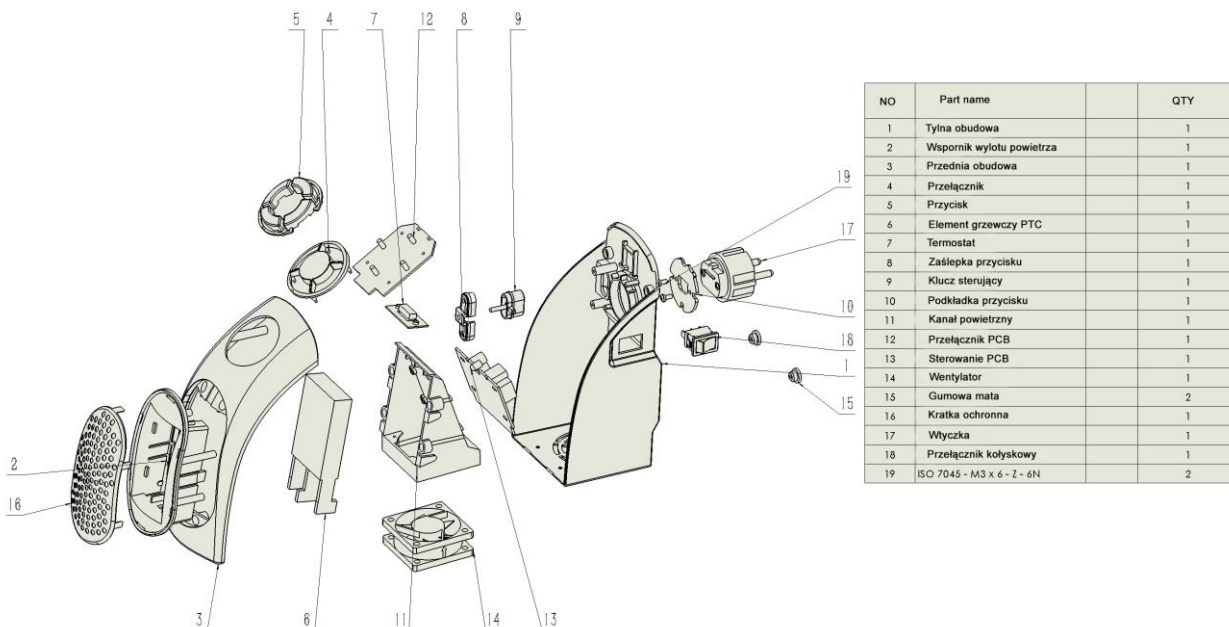 5 4 7 12 8 9
19
17
10
18
1
15
2
16
3 6 11 14 13
NO Part name QTY
1 Tylna obudowa 1
2 Wspornik wylotu powietrza 1
3 Przednia obudowa 1
4 Przełącznik 1
5 Przycisk 1
6 Element grzewczy PTC 1
7 Termostat 1
8 Zaślepka przycisku 1
9 Klucz sterujący 1
10 Podkładka przycisku 1
11 Kanał powietrzny 1
12 Przełącznik PCB 1
13 Sterowanie PCB 1
14 Wentylator 1
15 Gumowa mata 2
16 Kratka ochronna 1
17 Wtyczka 1
18 Przełącznik kołyskowy 1
19 ISO 7045 - M3 x 6 - Z - 6N 2